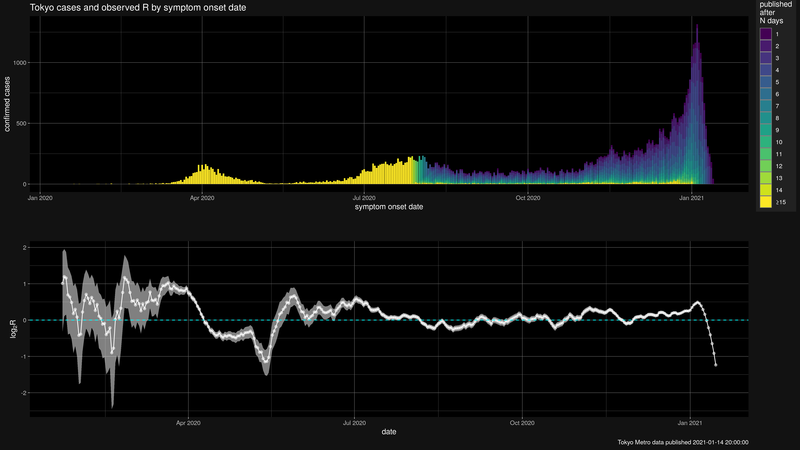 Tokyo cases and observed R by symptom onset date
published
after
N days
1
2
3
4
5
6
7
8
9
10
11
12
13
14
≥15
confirmed cases
1000
500
0
Jan 2020
Apr 2020
Jul 2020
Oct 2020
Jan 2021
symptom onset date
log₂R
2
1
0
-1
-2
Apr 2020
Jul 2020
Oct 2020
Jan 2021
date
Tokyo Metro data published 2021-01-14 20:00:00